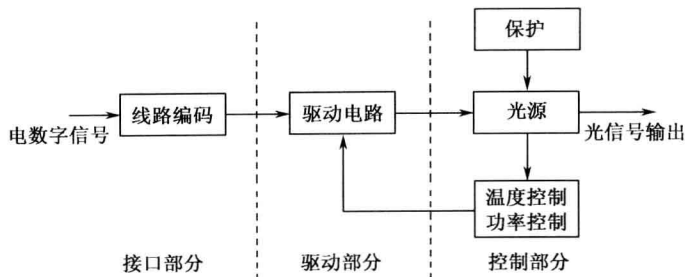 保护
线路编码
驱动电路
光源
电数字信号
光信号输出
温度控制
功率控制
接口部分
驱动部分
控制部分